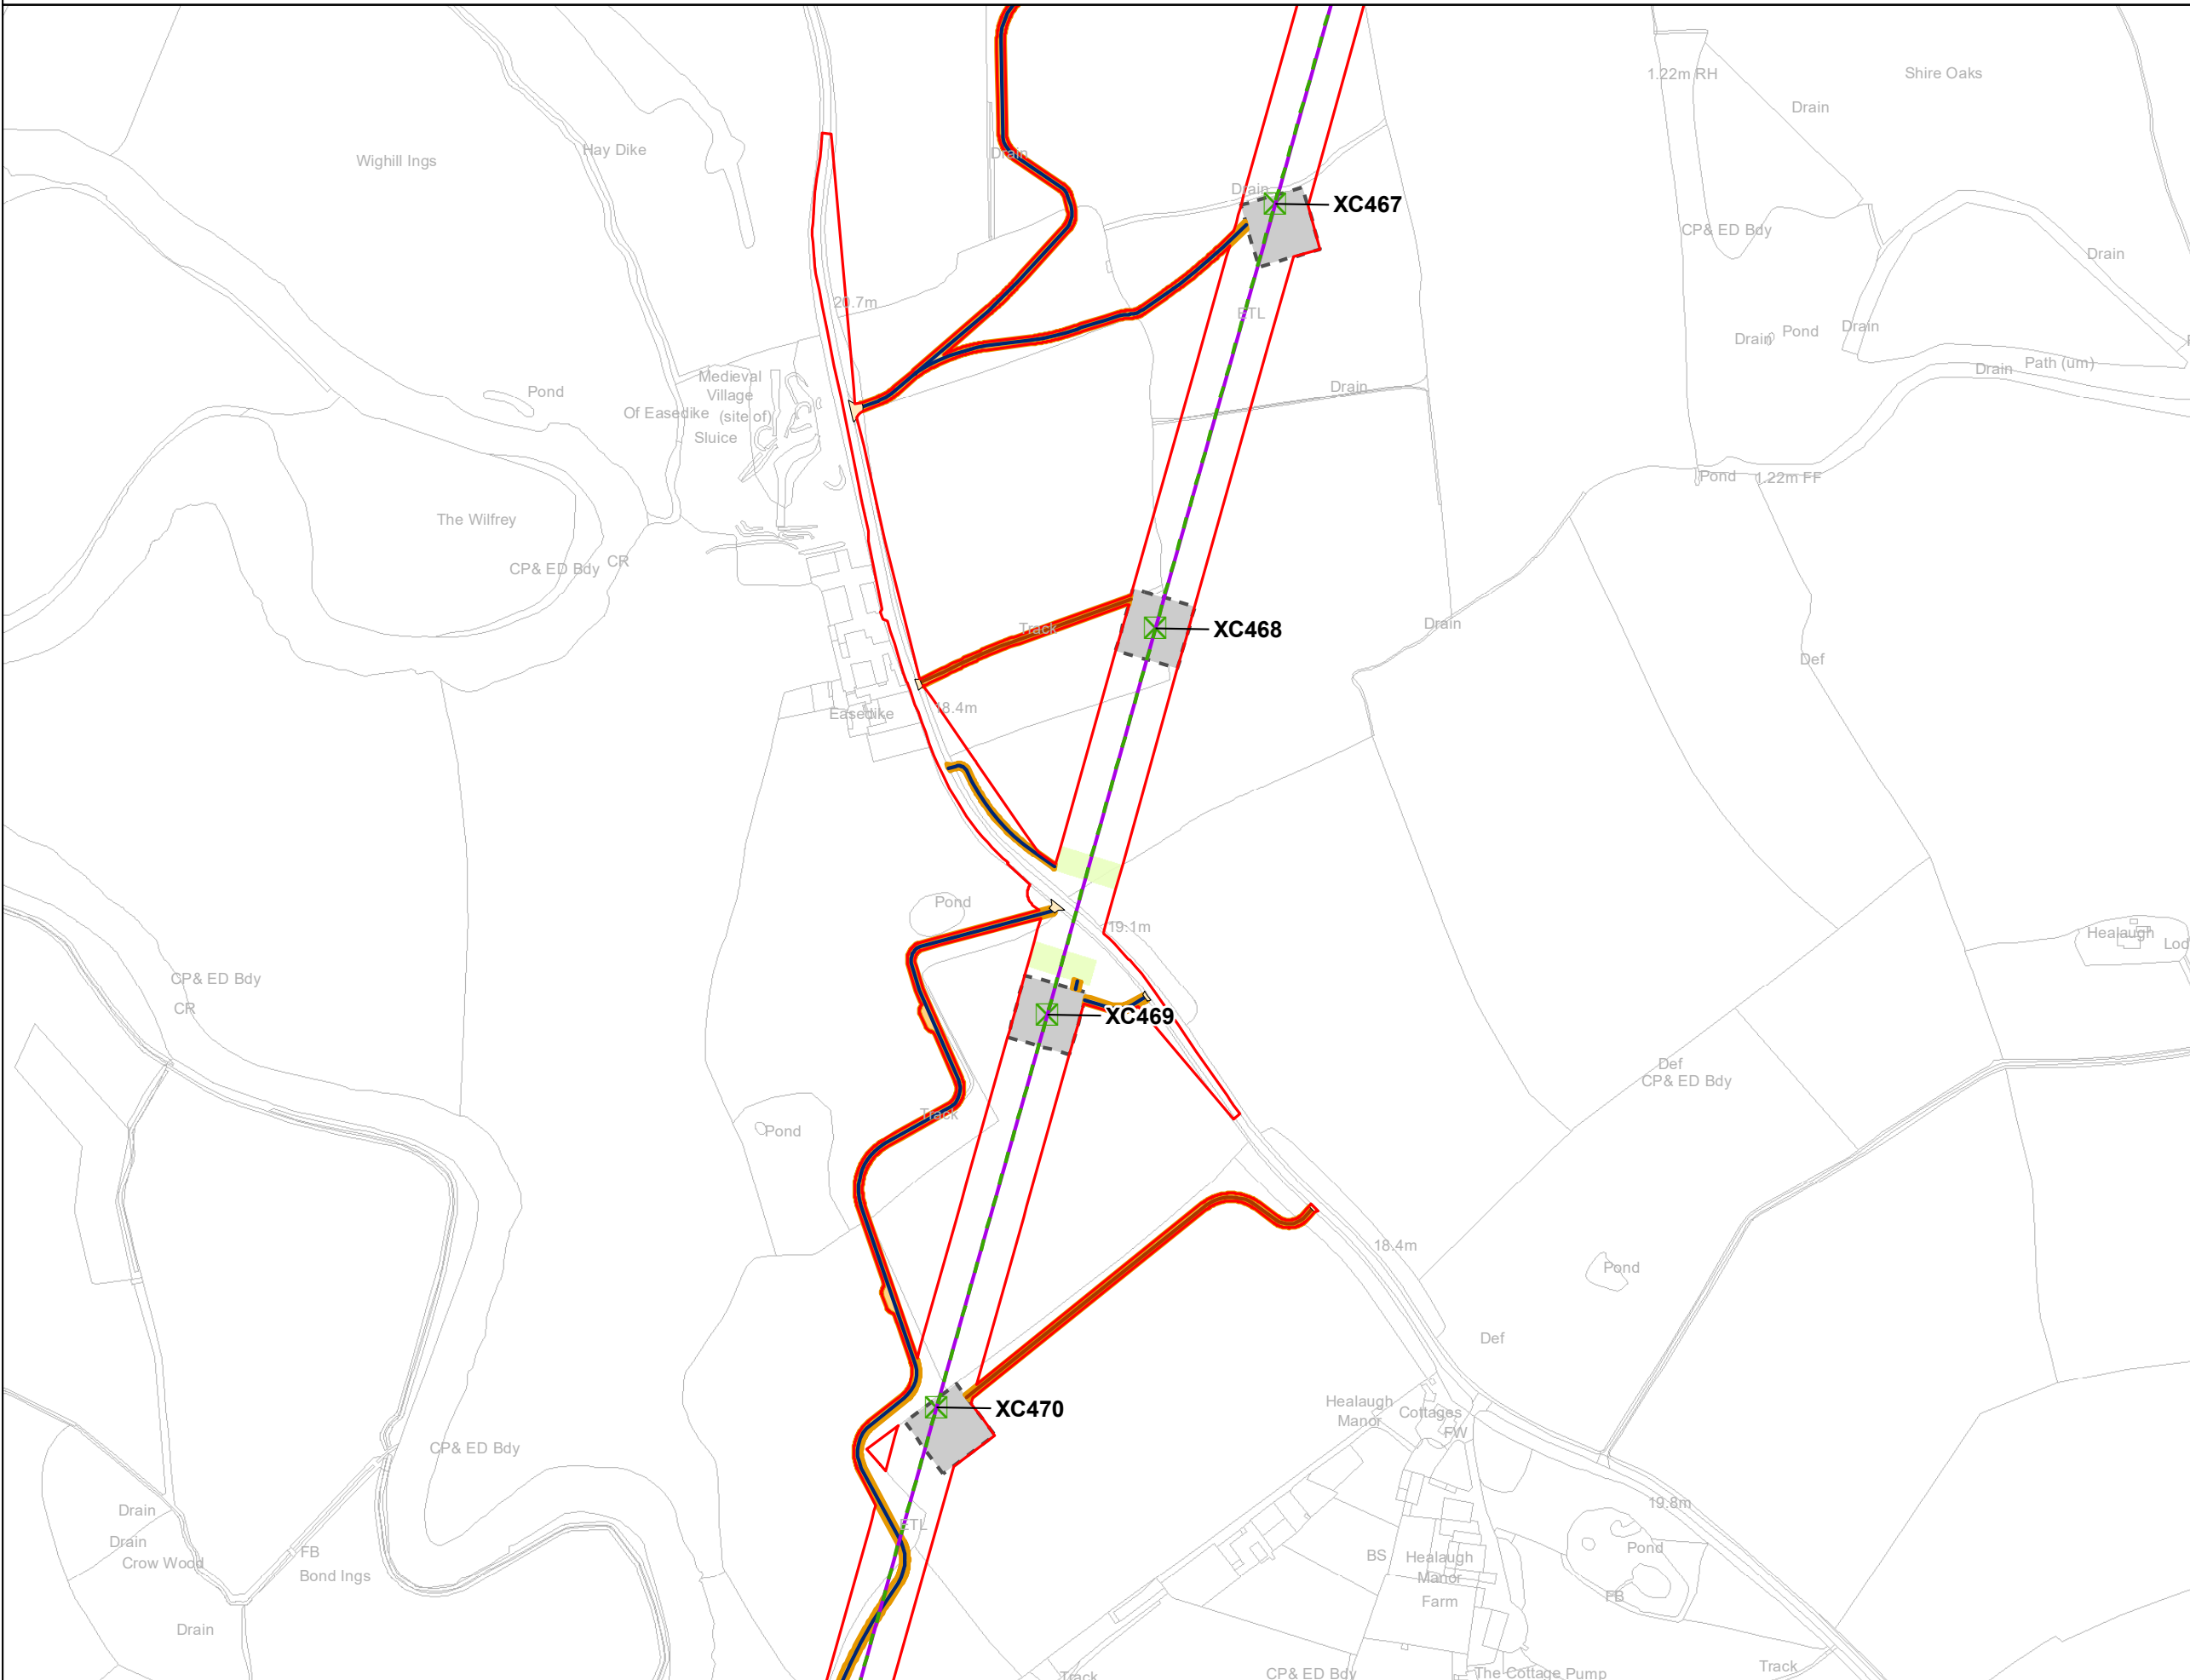 1.22m RH
Shire Oaks
Drain
Hay Dike
Wighill Ings
Drain
Drain
XC467
CP& ED Bdy
Drain
20.7m
ETL
Drain
Pond
Drain
Path (um)
Drain
Medieval
Village
Of Easedike
(site of)
Sluice
Pond
Drain
Pond
1.22m FF
The Wilfrey
CP& ED Bdy
CR
Track
XC468
Drain
Def
18.4m
Easedike
Pond
19.1m
Healaugh
Lod
CP& ED Bdy
CR
XC469
Def
CP& ED Bdy
Track
Pond
18.4m
Pond
Def
Healaugh
Manor
Cottages
FW
XC470
CP& ED Bdy
19.8m
Drain
Drain
Crow Wood
FB
Bond Ings
ETL
BS
Healaugh
Manor
Farm
Pond
FB
Drain
Track
CP& ED Bdy
The Cottage Pump
Track